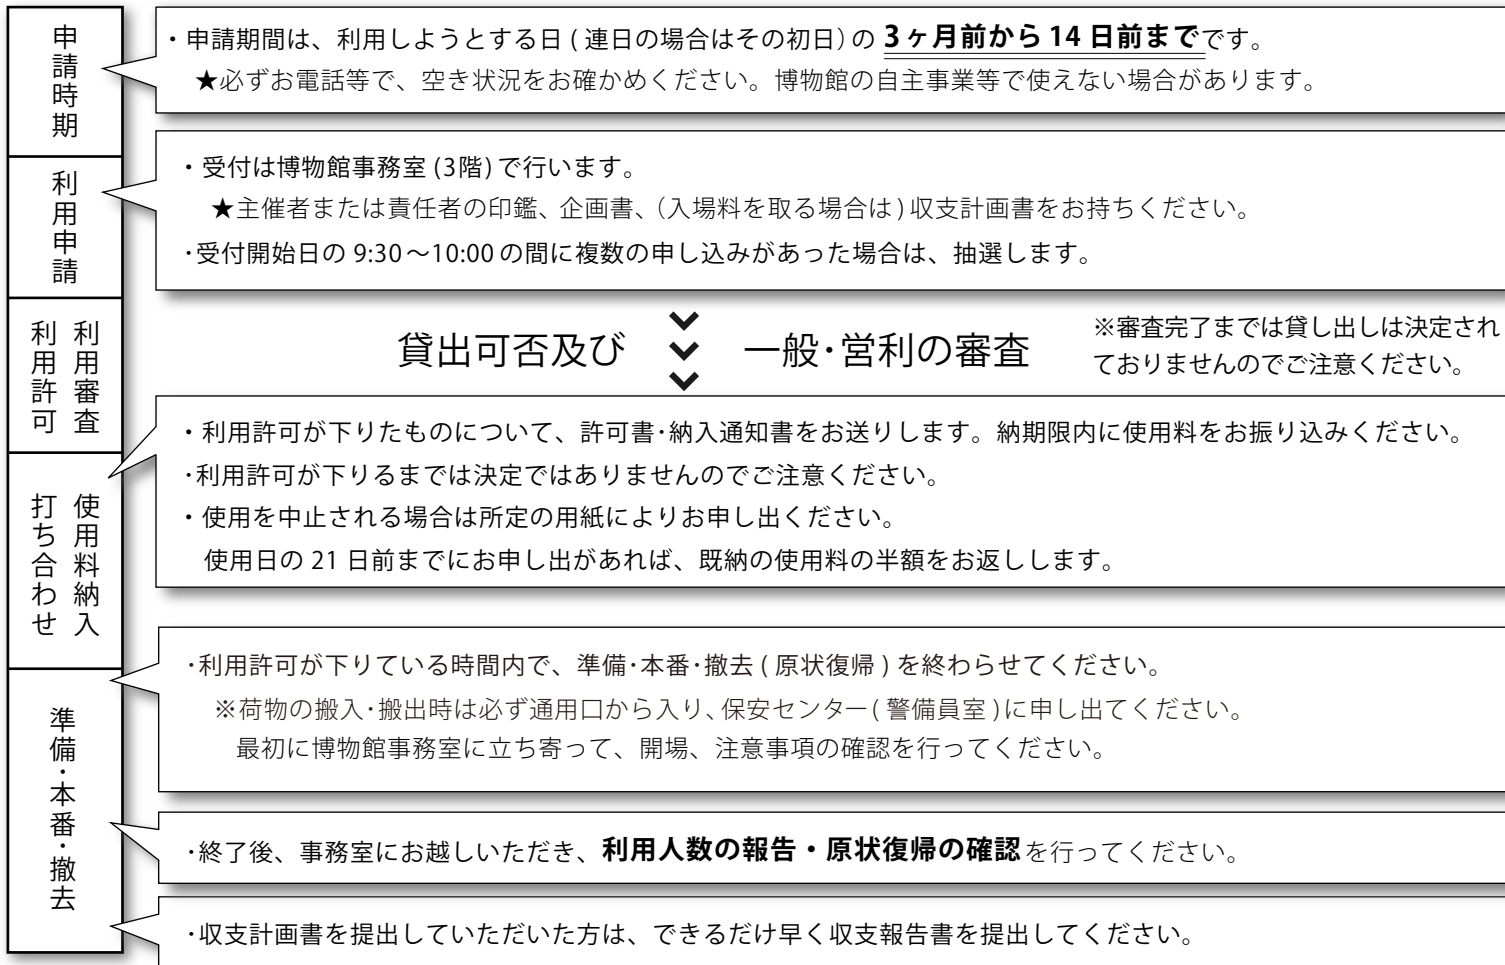 申請時期
・申請期間は、利用しようとする日(連日の場合はその初日)の 3ヶ月前から14日前までです。
★必ずお電話等で、空き状況をお確かめください。博物館の自主事業等で使えない場合があります。
利用申請
・受付は博物館事務室(3階)で行います。
★主催者または責任者の印鑑、企画書、(入場料を取る場合は)収支計画書をお持ちください。
・受付開始日の 9:30～10:00 の間に複数の申し込みがあった場合は、抽選します。
利用審査
利用許可
貸出可否及び 一般・営利の審査
※審査完了までは貸し出しは決定され
ておりませんのでご注意ください。
・利用許可が下りたものについて、許可書・納入通知書をお送りします。納期限内に使用料をお振り込みください。
・利用許可が下りるまでは決定ではありませんのでご注意ください。
・使用を中止される場合は所定の用紙によりお申し出ください。
使用日の 21 日前までにお申し出があれば、既納の使用料の半額をお返しします。
使用料納入
打ち合わせ
・利用許可が下りている時間内で、準備・本番・撤去(原状復帰)を終わらせてください。
※荷物の搬入・搬出時は必ず通用口から入り、保安センター(警備員室)に申し出てください。
最初に博物館事務室に立ち寄って、開場、注意事項の確認を行ってください。
準備・本番・撤去
・終了後、事務室にお越しいただき、利用人数の報告・原状復帰の確認を行ってください。
・収支計画書を提出していただいた方は、できるだけ早く収支報告書を提出してください。